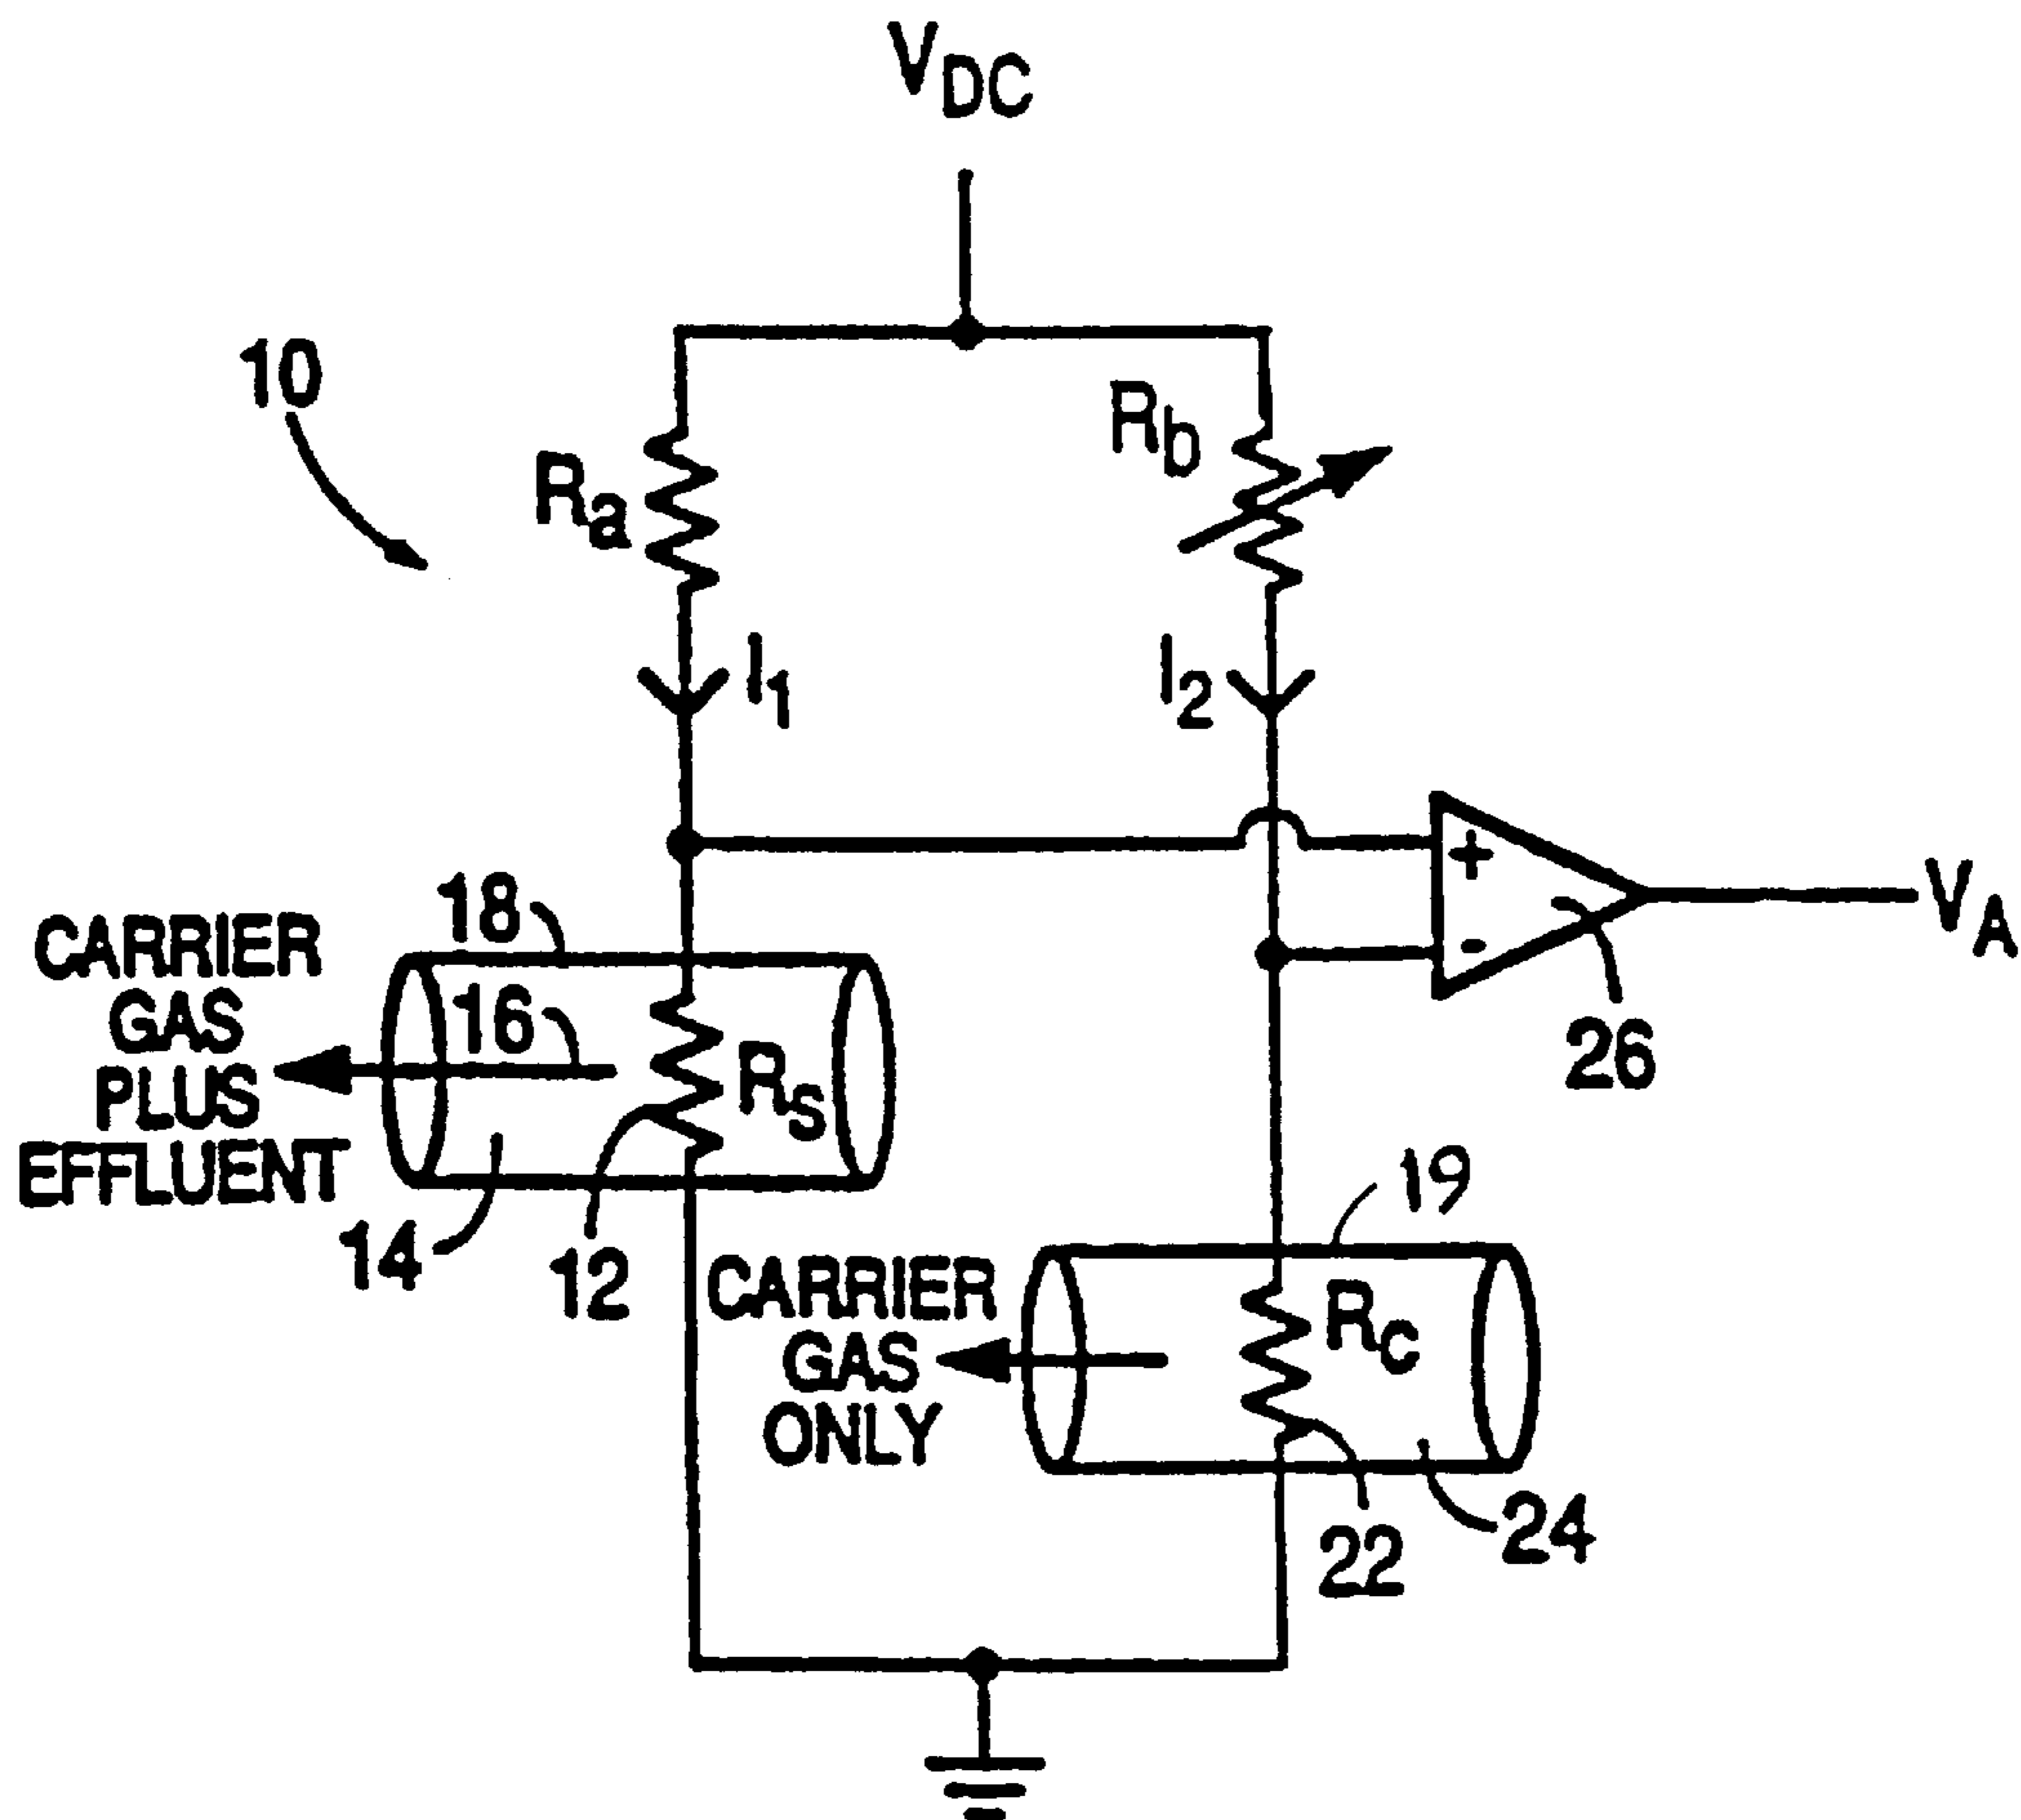 VDC
10
Ra
Rb
I1
I2
+
-
VA
26
18
16
CARRIER
GAS
PLUS
EFFLUENT
Rs
14
12
19
CARRIER
GAS
ONLY
Rc
22
24